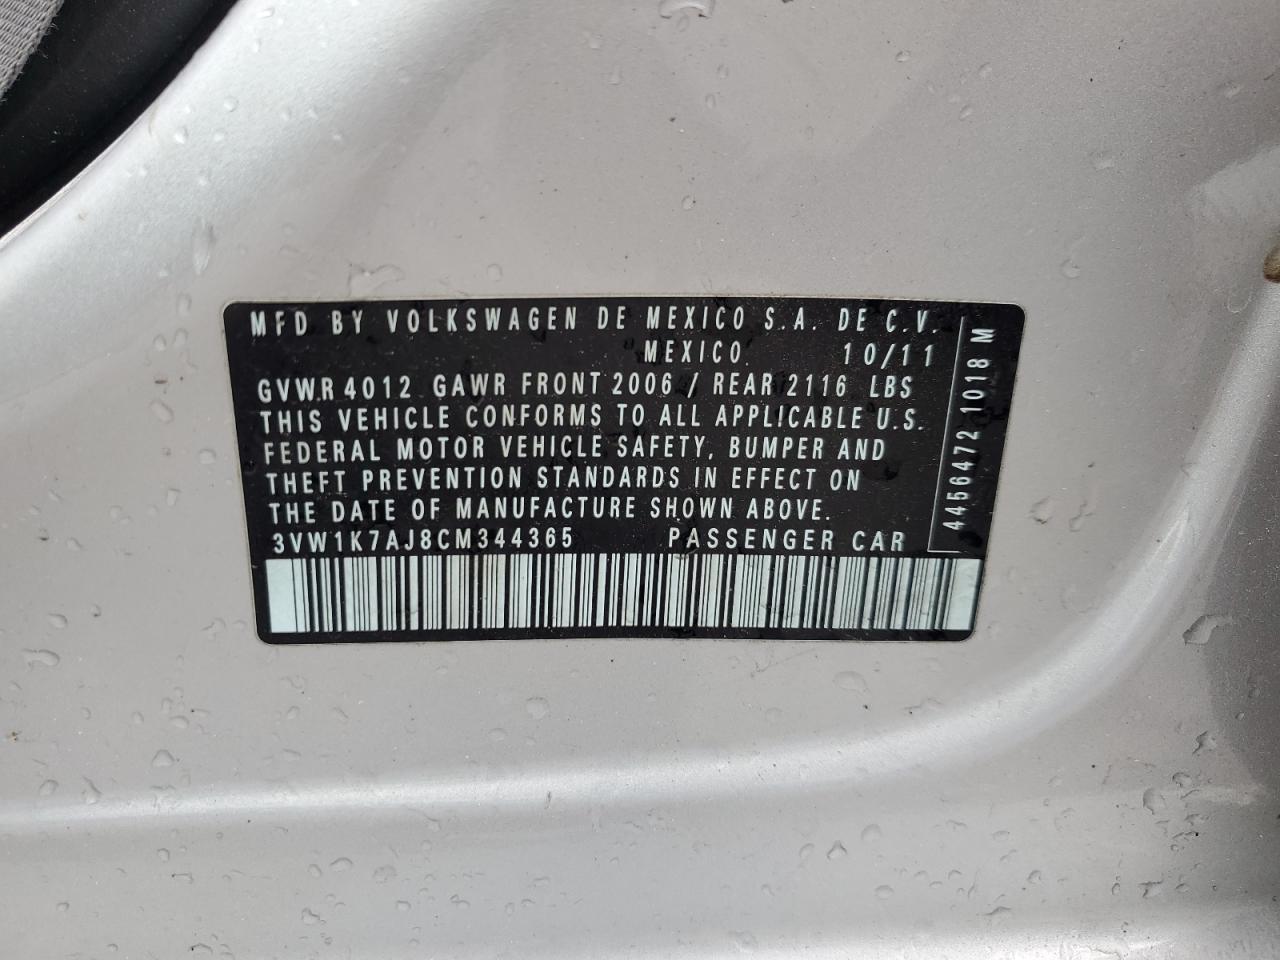 MFD BY VOLKSWAGEN DE MEXICO S.A. DE C.V.
MEXICO 10/11
GVWR 4012 GAWR FRONT 2006 / REAR 2116 LBS
THIS VEHICLE CONFORMS TO ALL APPLICABLE U.S.
FEDERAL MOTOR VEHICLE SAFETY, BUMPER AND
THEFT PREVENTION STANDARDS IN EFFECT ON
THE DATE OF MANUFACTURE SHOWN ABOVE.
3VW1K7AJ8CM344365 PASSENGER CAR
4456472 1018 M